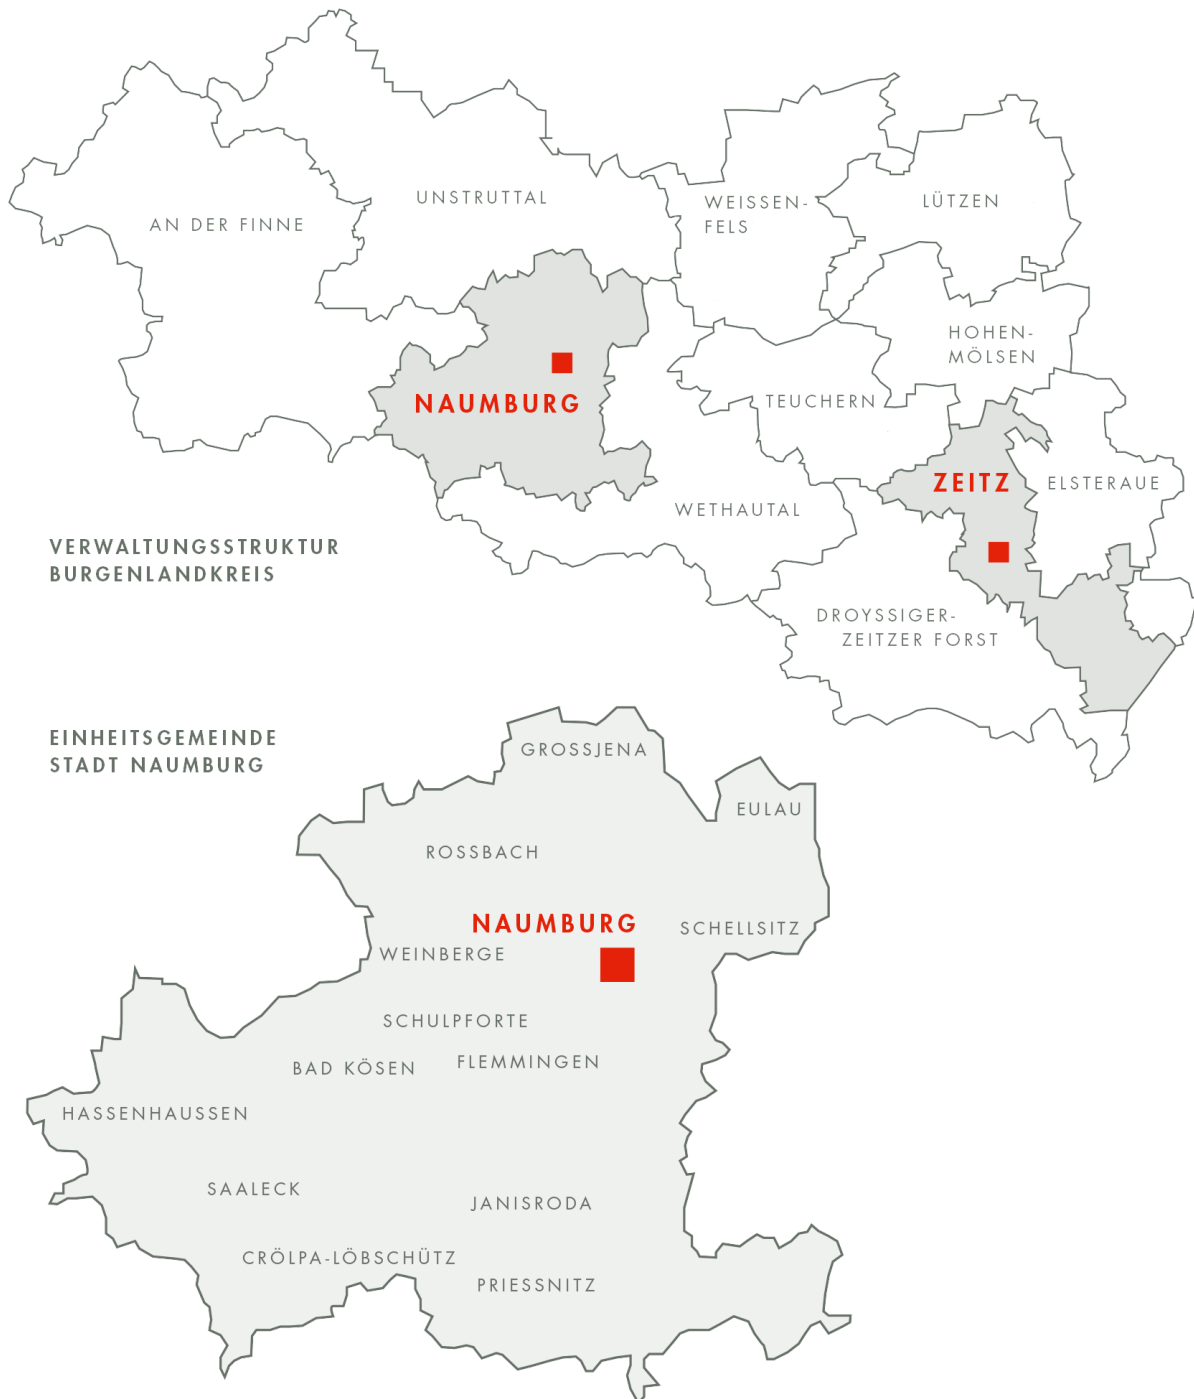 UNSTRUTTAL
AN DER FINNE
WEISSEN-
FELS
LÜTZEN
HOHEN-
MÖLSEN
NAUMBURG
TEUCHERN
ZEITZ
ELSTERAUE
WETHAUTAL
VERWALTUNGSSTRUKTUR
BURGENLANDKREIS
DROYSSIGER-
ZEITZER FORST
EINHEITSGEMEINDE
STADT NAUMBURG
GROSSJENA
EULAU
ROSSBACH
NAUMBURG
SCHELLSITZ
WEINBERGE
SCHULPFORTE
BAD KÖSEN
FLEMMINGEN
HASSENHAUSSEN
SAALECK
JANISRODA
CRÖLPA-LÖBSCHÜTZ
PRIESSNITZ